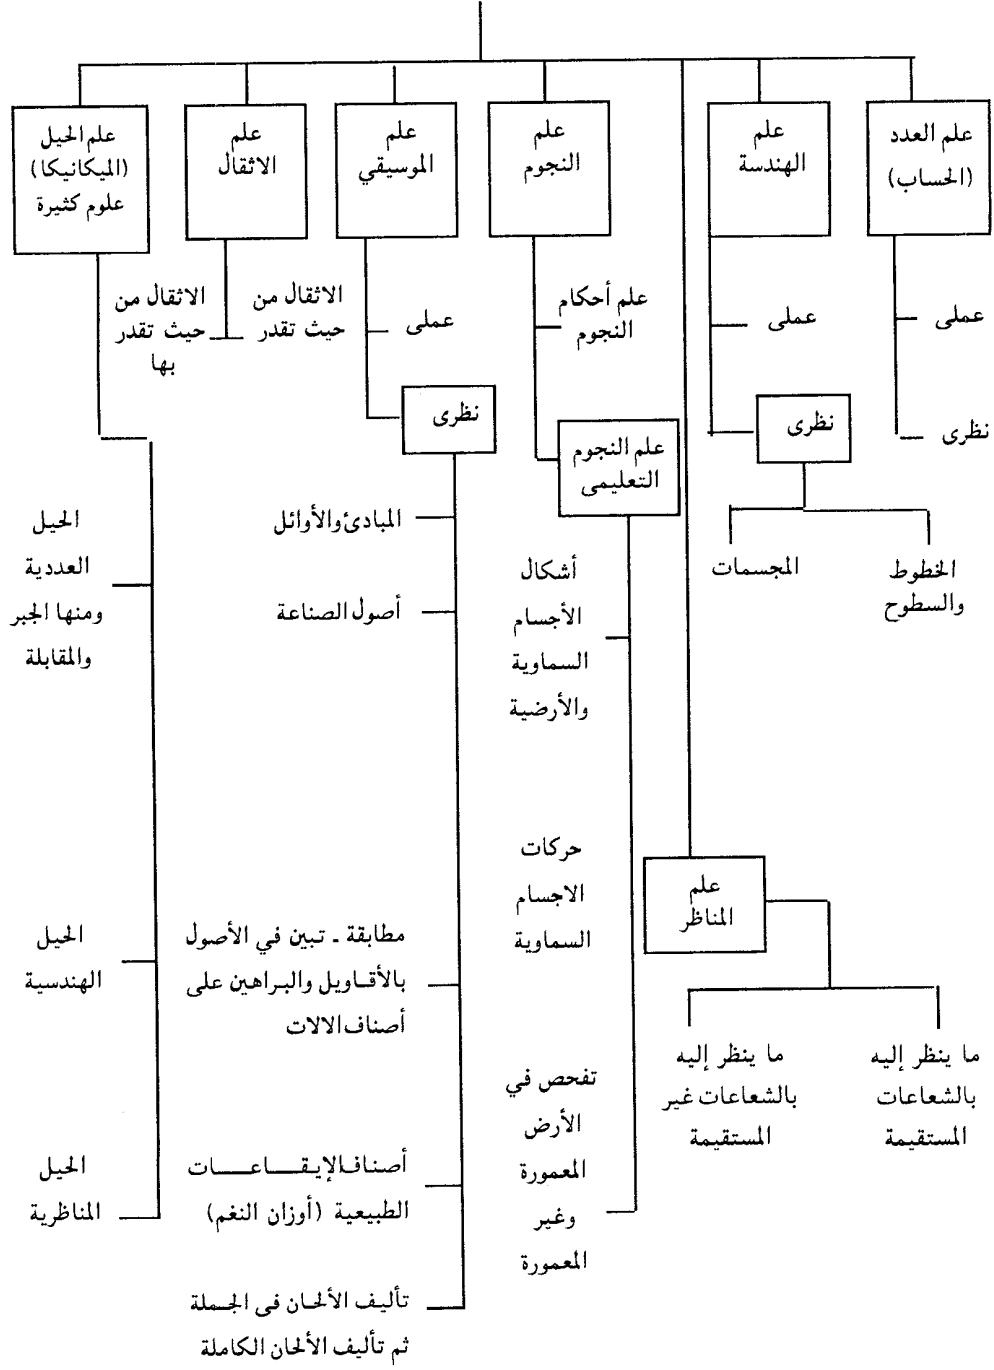 علم العدد
(الحساب)
عملى
نظرى
علم
الهندسة
عملى
نظرى
الخطوط
والسطوح
المجسمات
علم
المناظر
ما ينظر إليه
بالشعاعات
المستقيمة
ما ينظر إليه
بالشعاعات غير
المستقيمة
علم
النجوم
علم أحكام
النجوم
علم النجوم
التعليمى
أشكال
الأجسام
السماوية
والأرضية
حركات
الاجسام
السماوية
تفحص في
الأرض
المعمورة
وغير
المعمورة
علم
الموسيقي
عملى
نظرى
المبادئ والأوائل
أصول الصناعة
مطابقة - تبين في الأصول
بالأقـاويل والبـراهين على
أصناف الالات
أصناف الإيقـــاعـــات
الطبيعية (أوزان النغم)
تأليف الألحان فى الجـملة
ثم تأليف الألحان الكاملة
علم
الاثقال
الاثقال من
حيث تقدر
الاثقال من
حيث تقدر
بها
علم الحيل
(الميكانيكا)
علوم كثيرة
الحيل
العددية
ومنها الجبر
والمقابلة
الحيل
الهندسية
الحيل
المناظرية